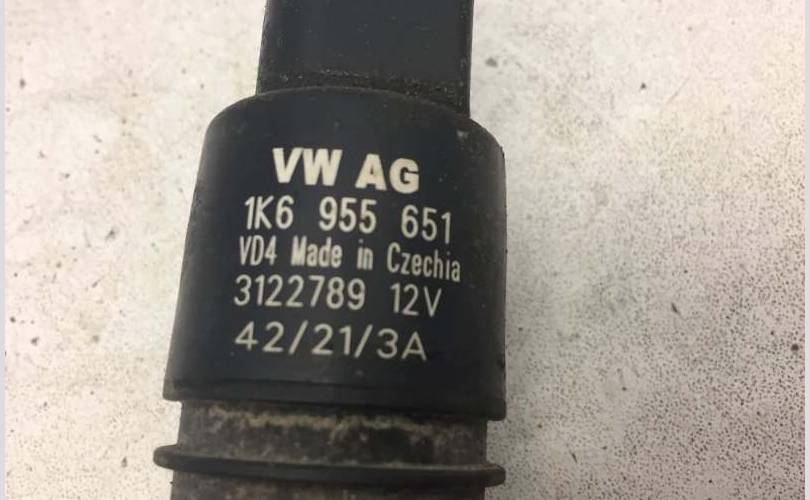 VW AG
1K6 955 651
VD4 Made in Czechia
3122789 12V
42/21/3A